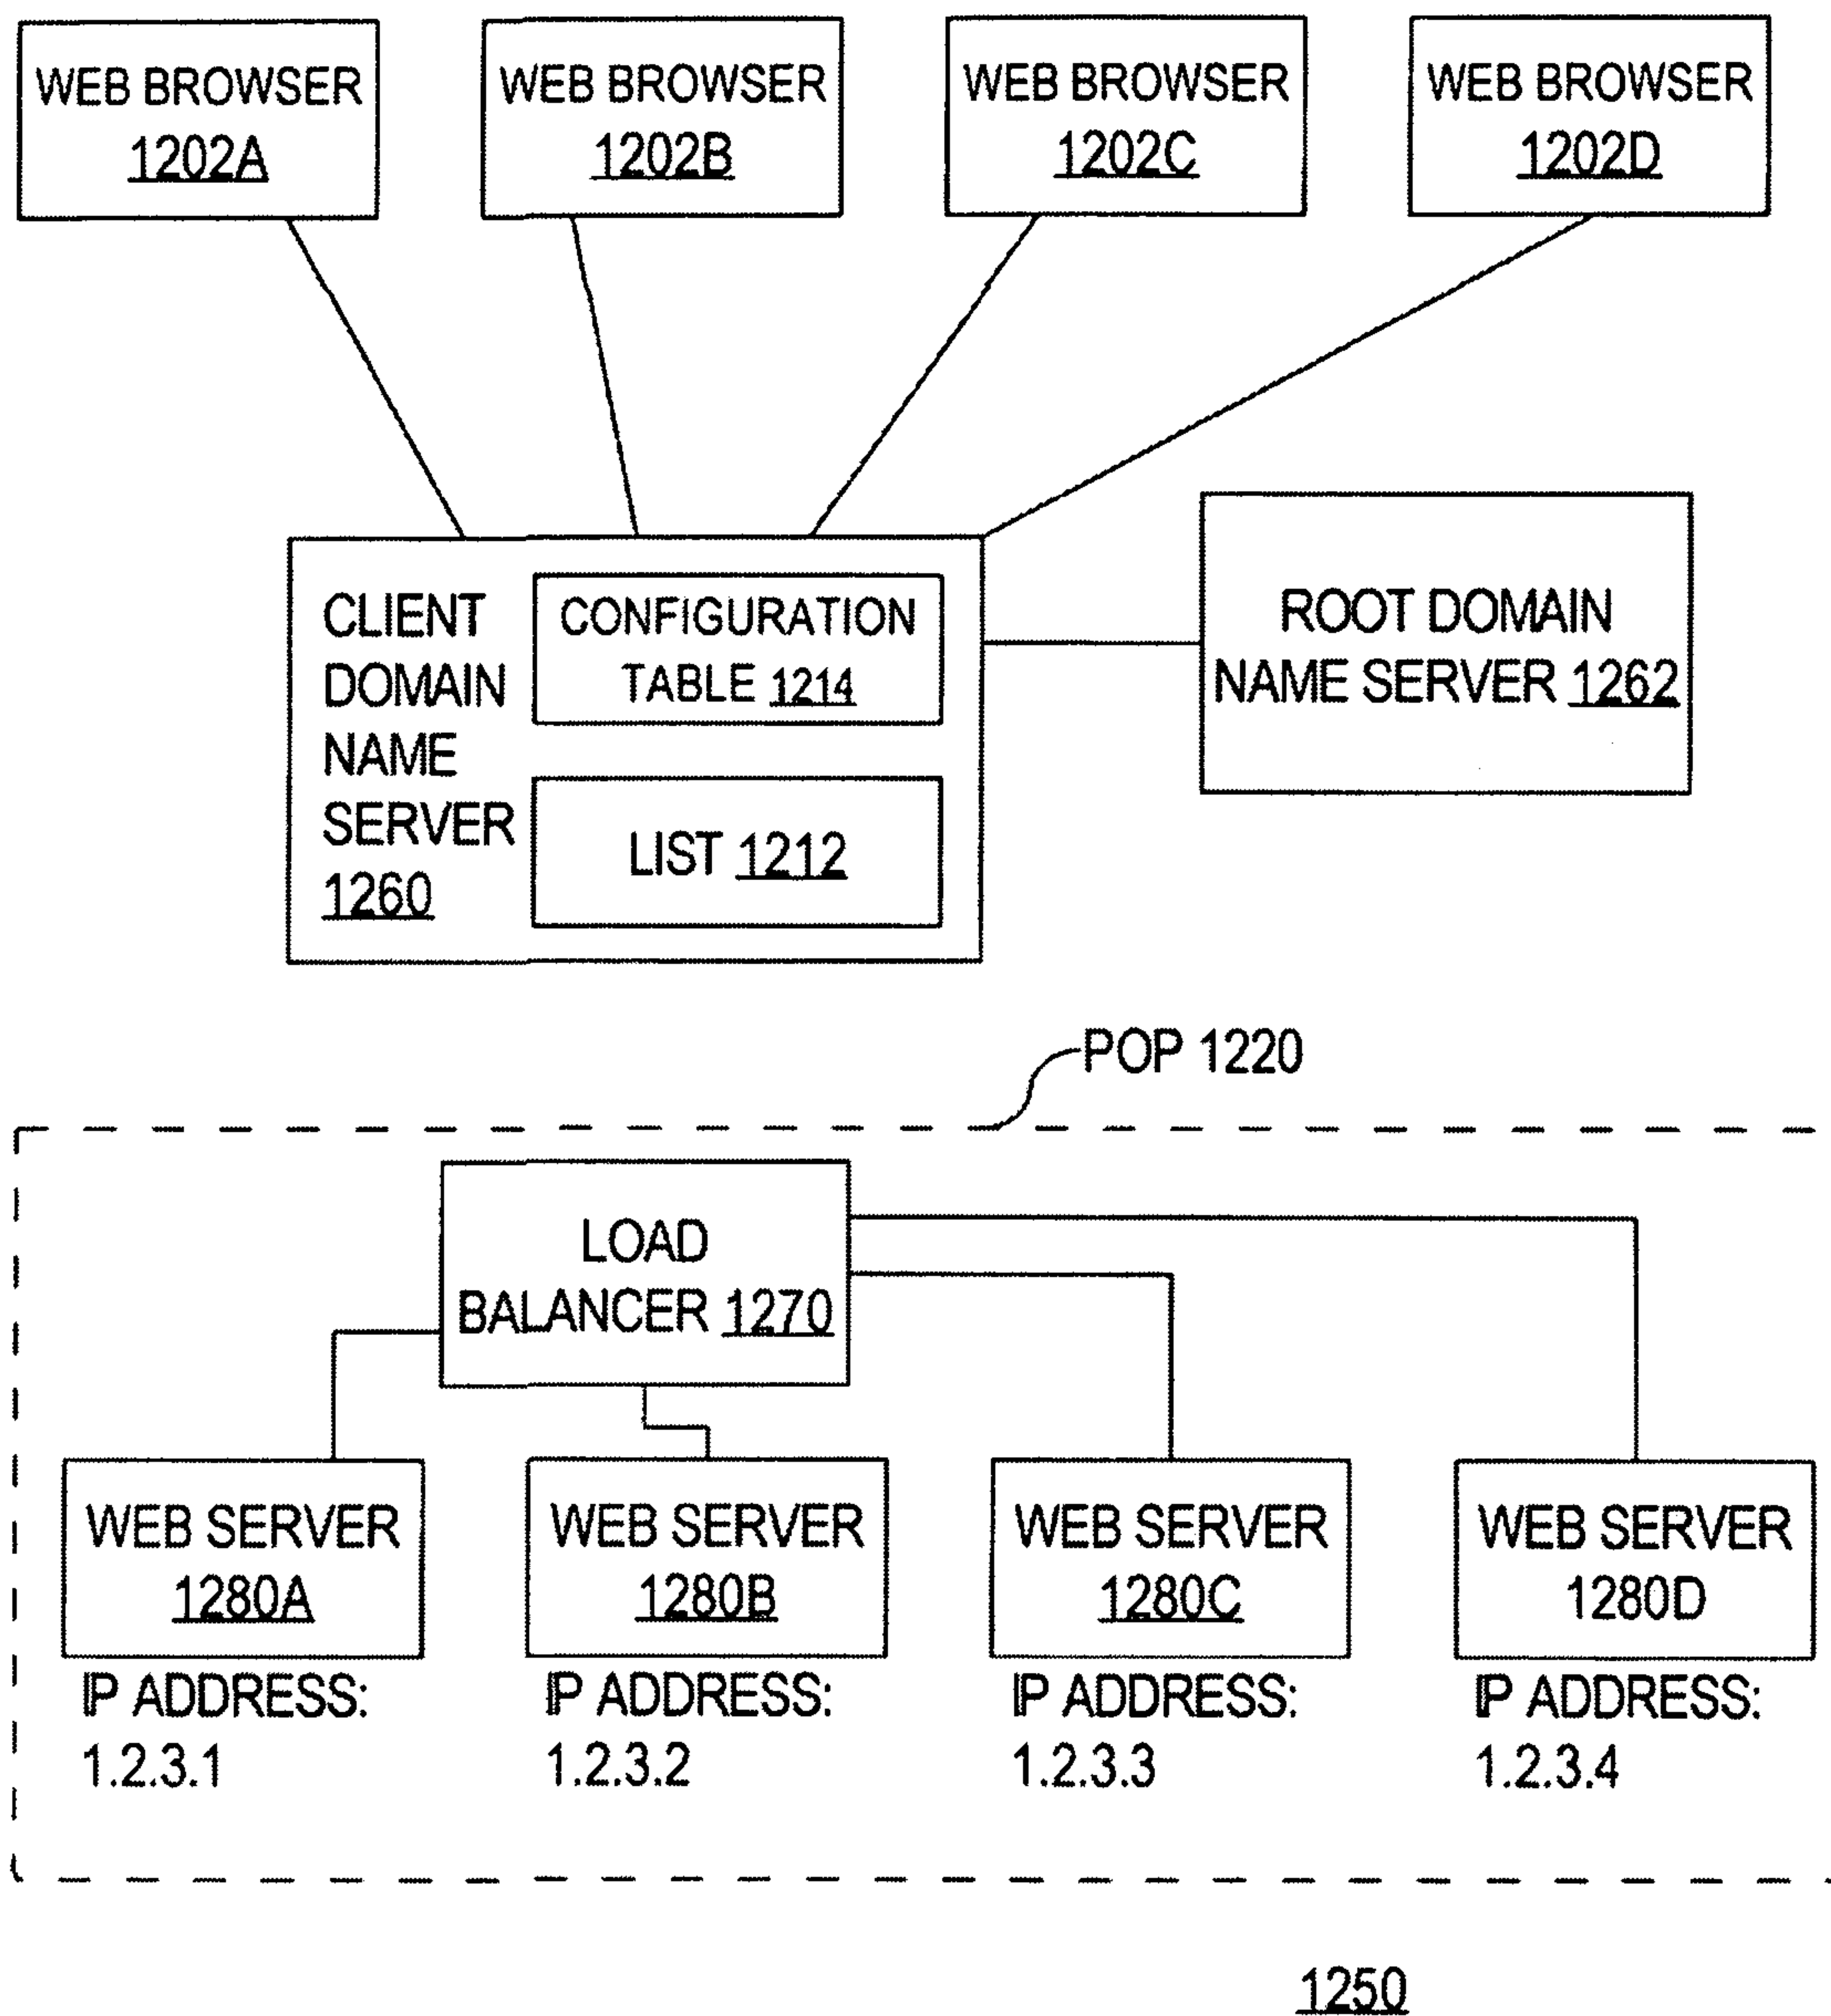 WEB BROWSER
1202A
WEB BROWSER
1202B
WEB BROWSER
1202C
WEB BROWSER
1202D
CLIENT
DOMAIN
NAME
SERVER
1260
CONFIGURATION
TABLE 1214
LIST 1212
ROOT DOMAIN
NAME SERVER 1262
POP 1220
LOAD
BALANCER 1270
WEB SERVER
1280A
IP ADDRESS:
1.2.3.1
WEB SERVER
1280B
IP ADDRESS:
1.2.3.2
WEB SERVER
1280C
IP ADDRESS:
1.2.3.3
WEB SERVER
1280D
IP ADDRESS:
1.2.3.4
1250